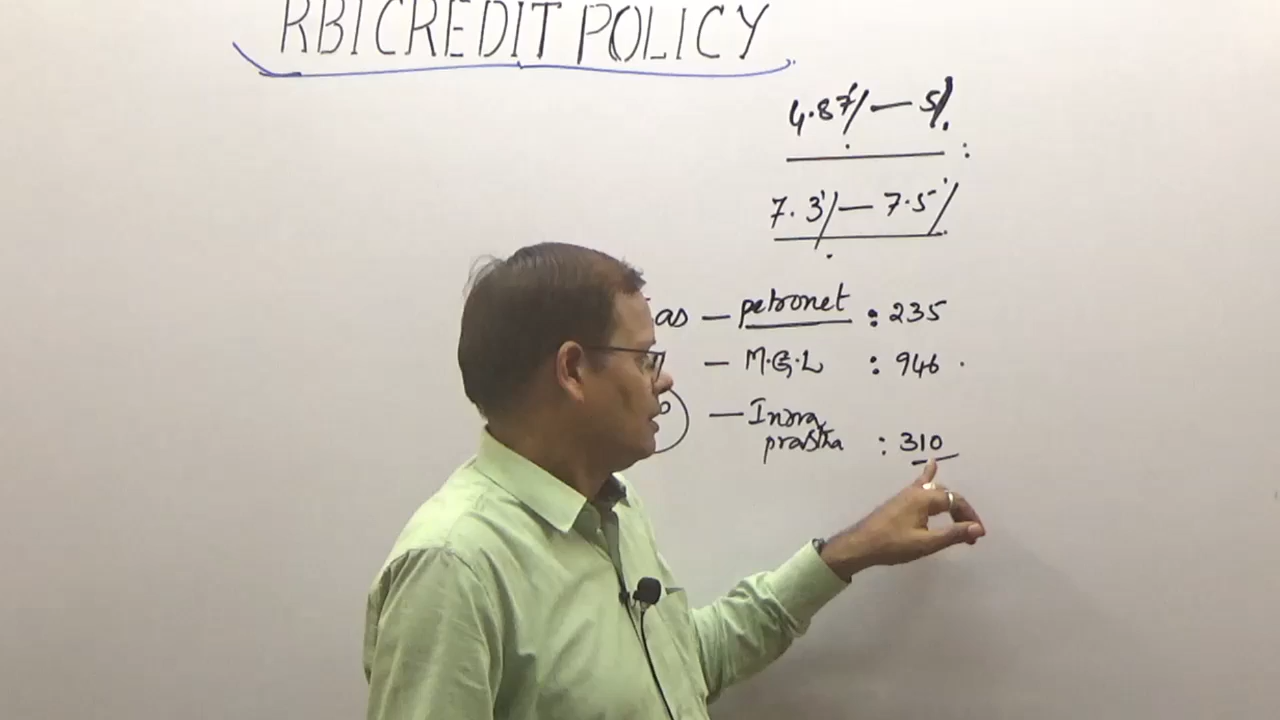 RBI CREDIT POLICY
4.87% — 5%
7.3% — 7.5%
as — petronet : 235
— M.G.L : 946
— Indra
prastha : 310